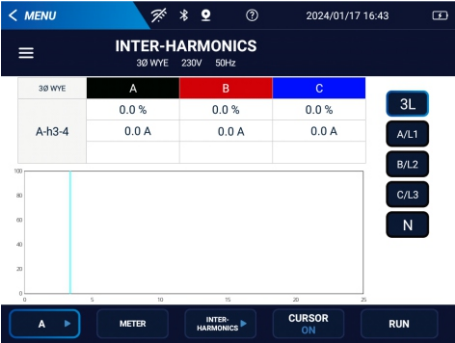 MENU 2024/01/17 16:43
INTER-HARMONICS
3Ø WYE 230V 50Hz
3Ø WYE A B C
A-h3-4 0.0 % 0.0 % 0.0 %
0.0 A 0.0 A 0.0 A
3L
A/L1
B/L2
C/L3
N
100
80
60
40
20
0
0 5 10 15 20 25
A METER INTER-HARMONICS CURSOR ON RUN